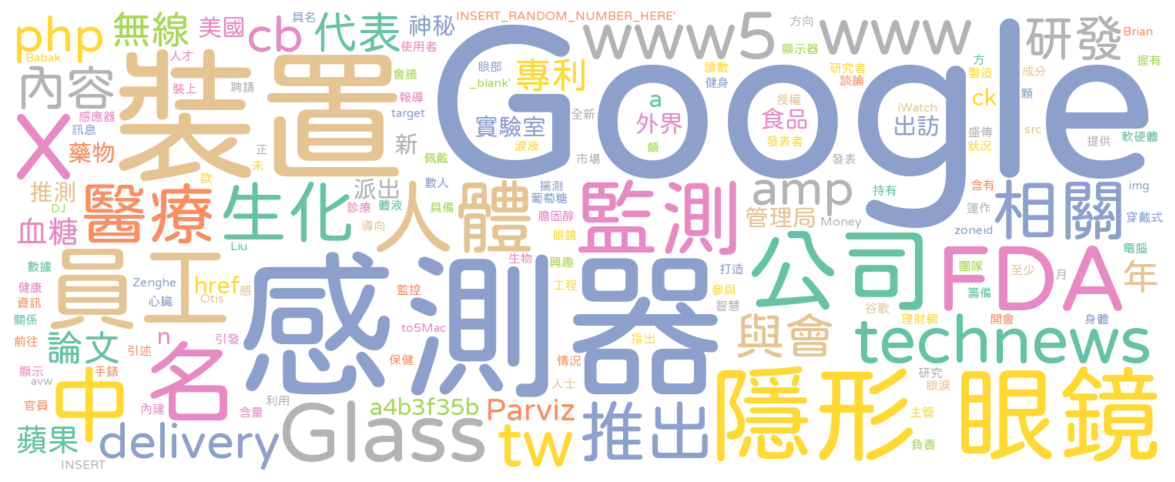 php
無線
美國
cb
具名
代表
神秘
INSERT_RANDOM_NUMBER_HERE'
www5
www
方向
研發
Brian
Babak
人才
使用者
Google
顯示器
內容
裝置
裝上
聘請
會議
眼部
_blank'
專利
讀數
研究者
方
製造
成分
握有
感應器
報導
健身
談論
a
授權
iWatch
ck
顆
訊息
target
實驗室
全新
外界
食品
出訪
盛傳
src
X
藥物
正
新
淚液
頗
發表者
狀況
提供
軟硬體
未
佩戴
市場
發表
推測
款
派出
數人
揣測
amp
持有
含有
img
DJ
醫療
生化
診療
體液
人體
具備
葡萄糖
監測
管理局
運作
相關
穿戴式
血糖
導向
膽固醇
Money
zoneid
Liu
眼鏡
數據
員工
生物
興趣
打造
公司
團隊
電腦
健康
Zenghe
href
感測器
工程
參與
FDA
至少
年
資訊
心臟
Otis
感
監控
智慧
籌備
月
關係
to5Mac
谷歌
理財網
開會
身體
前往
論文
n
引發
指出
與會
technews
引述
顯示
手錶
名
保健
情況
avw
人士
隱形
研究
眼鏡
官員
中
內建
含量
利用
眼淚
蘋果
delivery
Glass
a4b3f35b
Parviz
推出
主管
tw
負責
INSERT